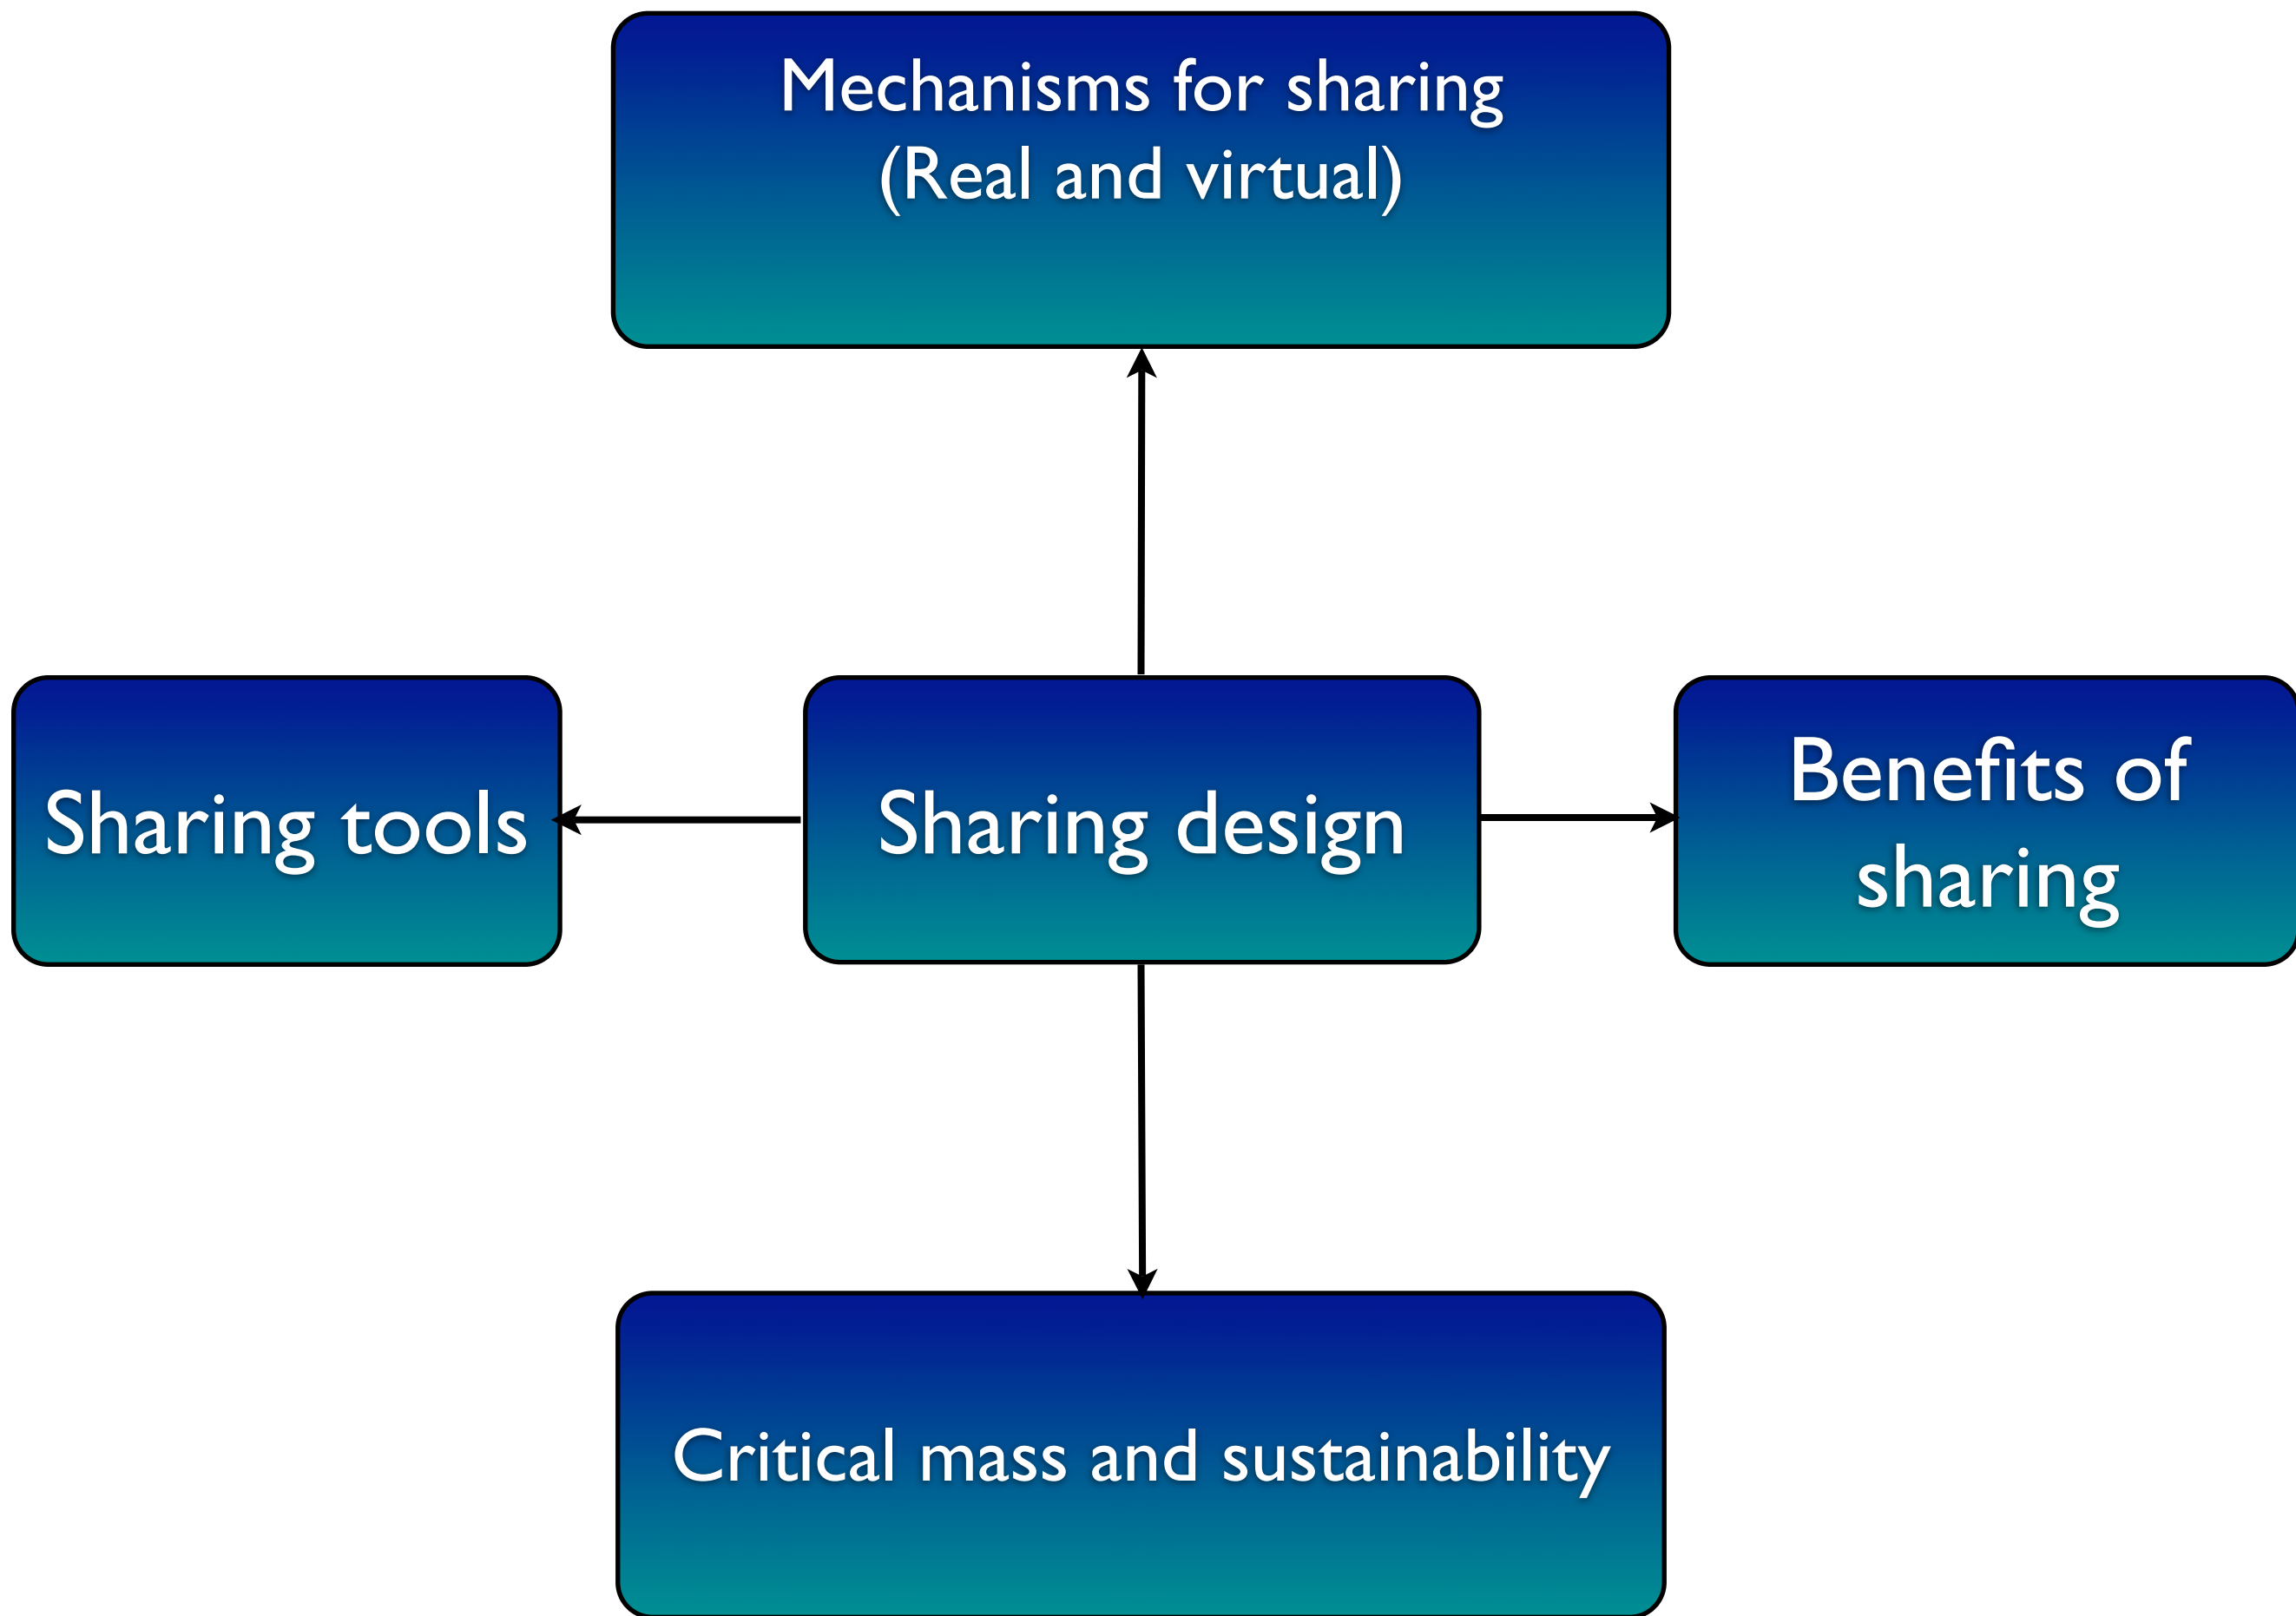 Mechanisms for sharing
(Real and virtual)
Sharing tools
Sharing design
Benefits of
sharing
Critical mass and sustainability